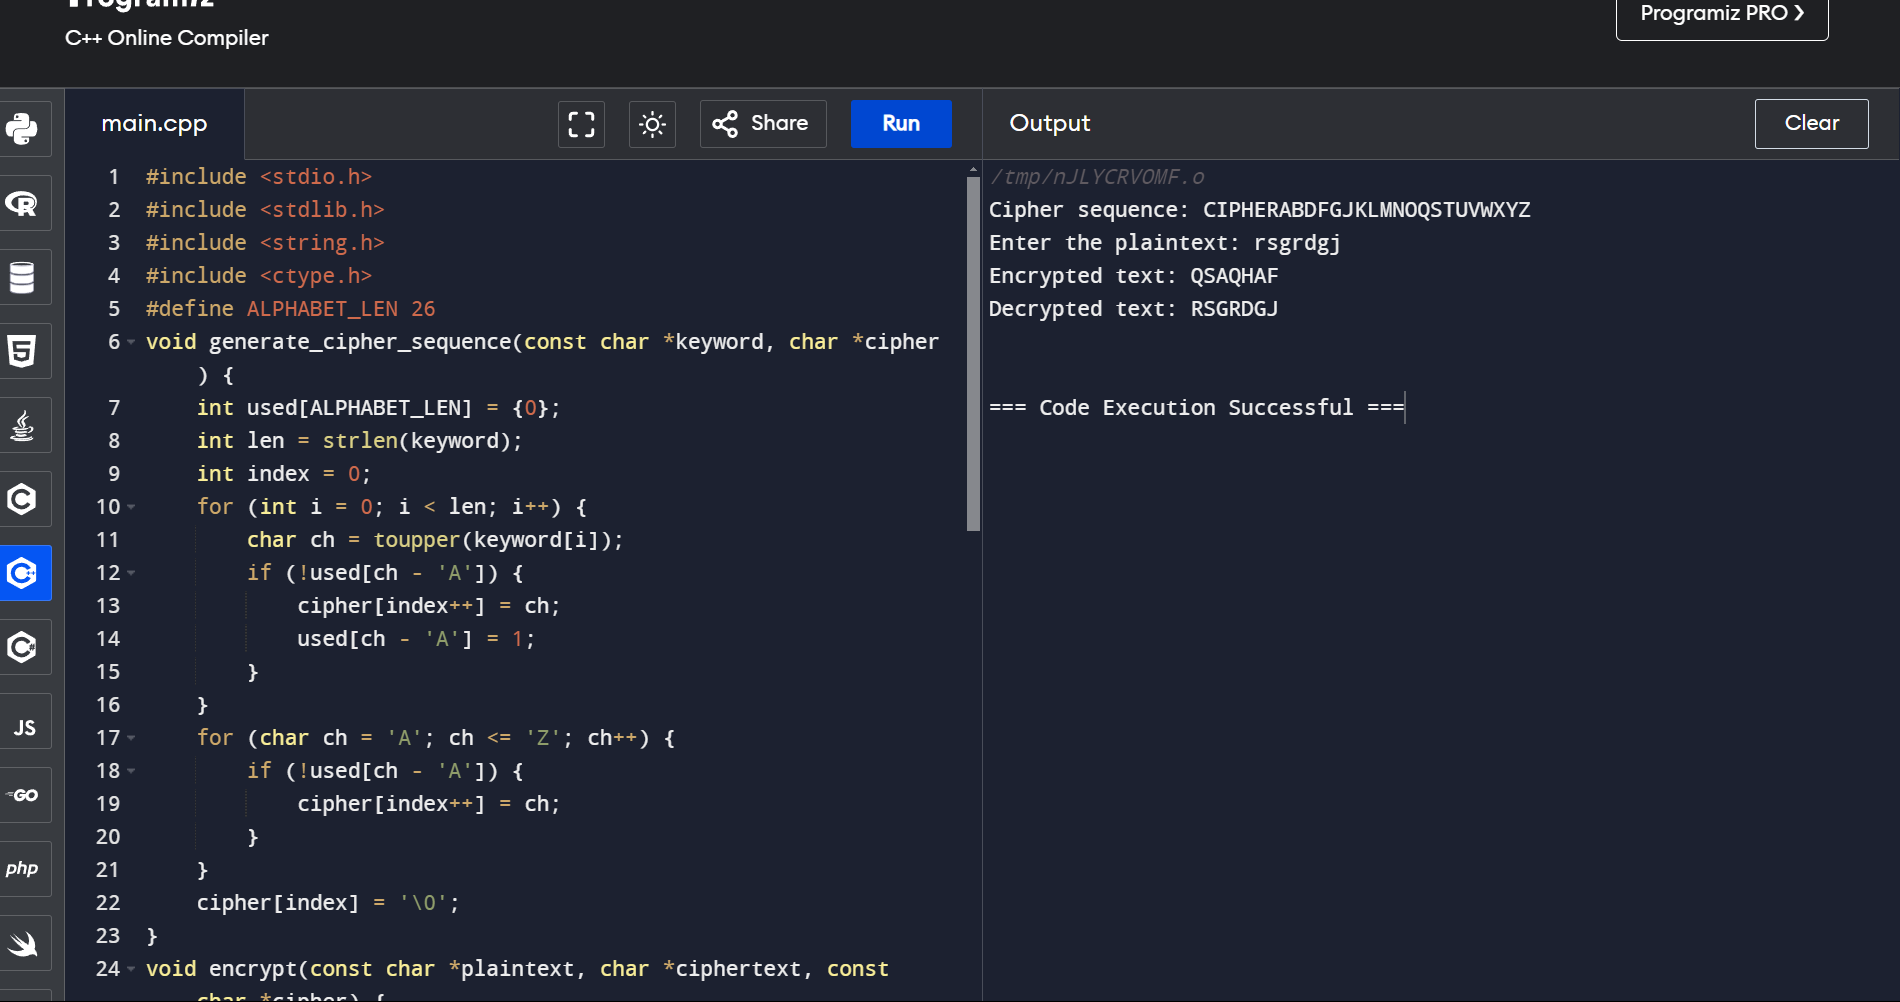 Programiz
C++ Online Compiler
Programiz PRO ❯
main.cpp
Share
Run
Output
Clear
1 #include <stdio.h>
2 #include <stdlib.h>
3 #include <string.h>
4 #include <ctype.h>
5 #define ALPHABET_LEN 26
6 void generate_cipher_sequence(const char *keyword, char *cipher
) {
7 int used[ALPHABET_LEN] = {0};
8 int len = strlen(keyword);
9 int index = 0;
10 for (int i = 0; i < len; i++) {
11 char ch = toupper(keyword[i]);
12 if (!used[ch - 'A']) {
13 cipher[index++] = ch;
14 used[ch - 'A'] = 1;
15 }
16 }
17 for (char ch = 'A'; ch <= 'Z'; ch++) {
18 if (!used[ch - 'A']) {
19 cipher[index++] = ch;
20 }
21 }
22 cipher[index] = '\0';
23 }
24 void encrypt(const char *plaintext, char *ciphertext, const
char *cipher) {
/tmp/nJLYCRVOMF.o
Cipher sequence: CIPHERABDFGJKLMNOQSTUVWXYZ
Enter the plaintext: rsgrdgj
Encrypted text: QSAQHAF
Decrypted text: RSGRDGJ
=== Code Execution Successful ===
R
5
C
C++
C#
JS
GO
php